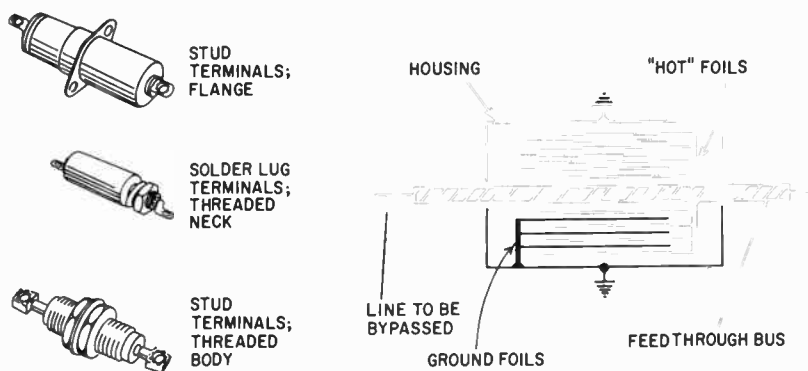 STUD
TERMINALS;
FLANGE
SOLDER LUG
TERMINALS;
THREADED
NECK
STUD
TERMINALS;
THREADED
BODY
HOUSING
"HOT" FOILS
LINE TO BE
BYPASSED
GROUND FOILS
FEEDTHROUGH BUS